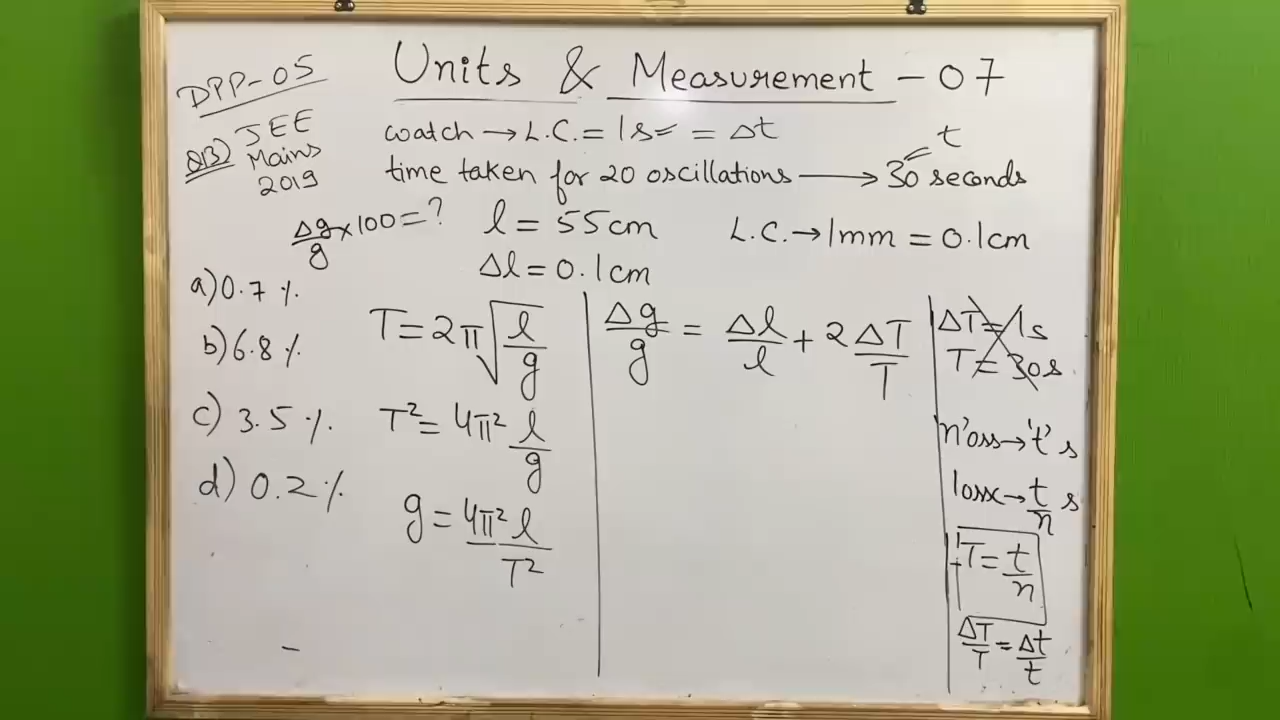 DPP-05
Units & Measurement - 07
Q13) JEE
Mains
2019
watch → L.C. = 1s = Δt
t
time taken for 20 oscillations → 30 seconds
Δg/g × 100 = ?
l = 55cm
L.C. → 1mm = 0.1cm
Δl = 0.1cm
a) 0.7 %
b) 6.8 %
c) 3.5 %
d) 0.2 %
T = 2π√(l/g)
T² = 4π² l/g
g = 4π² l/T²
Δg/g = Δl/l + 2 ΔT/T
ΔT = 1s
T = 30s
'n' oss → 't' s
1 oss → t/n s
T = t/n
ΔT/T = Δt/t